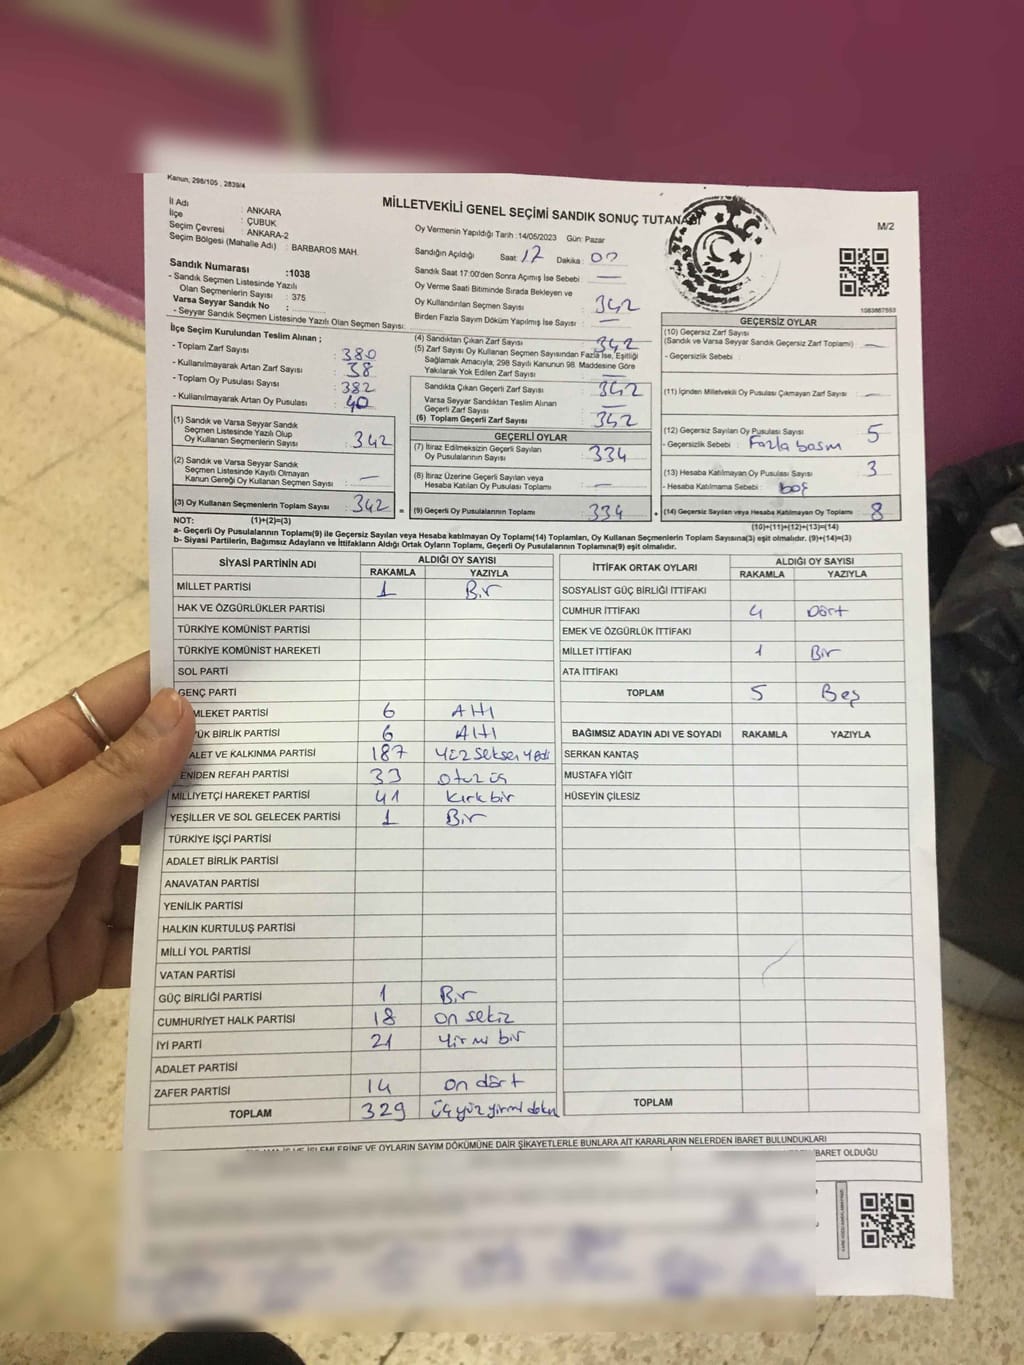 Kanun, 298/105 , 2839/4
MİLLETVEKİLİ GENEL SEÇİMİ SANDIK SONUÇ TUTANAĞI
M/2
İl Adı : ANKARA
İlçe : ÇUBUK
Seçim Çevresi : ANKARA-2
Seçim Bölgesi (Mahalle Adı) : BARBAROS MAH.
Sandık Numarası :1038
- Sandık Seçmen Listesinde Yazılı
Olan Seçmenlerin Sayısı : 375
Varsa Seyyar Sandık No :
- Seyyar Sandık Seçmen Listesinde Yazılı Olan Seçmen Sayısı:
Oy Vermenin Yapıldığı Tarih :14/05/2023 Gün: Pazar
Sandığın Açıldığı Saat: 17 Dakika: 00
Sandık Saat 17:00'den Sonra Açımış İse Sebebi : —
Oy Verme Saati Bitiminde Sırada Bekleyen ve
Oy Kullandırılan Seçmen Sayısı : 342
Birden Fazla Sayım Döküm Yapılmış İse Sayısı : —
1083867553
İlçe Seçim Kurulundan Teslim Alınan ;
- Toplam Zarf Sayısı : 380
- Kullanılmayarak Artan Zarf Sayısı : 38
- Toplam Oy Pusulası Sayısı : 382
- Kullanılmayarak Artan Oy Pusulası : 40
(1) Sandık ve Varsa Seyyar Sandık
Seçmen Listesinde Yazılı Olup
Oy Kullanan Seçmenlerin Sayısı : 342
(2) Sandık ve Varsa Seyyar Sandık
Seçmen Listesinde Kayıtlı Olmayan
Kanun Gereği Oy Kullanan Seçmen Sayısı : —
(3) Oy Kullanan Seçmenlerin Toplam Sayısı : 342 =
(4) Sandıktan Çıkan Zarf Sayısı : 342
(5) Zarf Sayısı Oy Kullanan Seçmen Sayısından Fazla İse, Eşitliği
Sağlamak Amacıyla, 298 Sayılı Kanunun 98. Maddesine Göre
Yakılarak Yok Edilen Zarf Sayısı : —
Sandıkta Çıkan Geçerli Zarf Sayısı : 342
Varsa Seyyar Sandıktan Teslim Alınan
Geçerli Zarf Sayısı : —
(6) Toplam Geçerli Zarf Sayısı : 342
GEÇERLİ OYLAR
(7) İtiraz Edilmeksizin Geçerli Sayılan
Oy Pusulalarının Sayısı : 334
(8) İtiraz Üzerine Geçerli Sayılan veya
Hesaba Katılan Oy Pusulası Toplamı : —
(9) Geçerli Oy Pusulalarının Toplamı : 334 +
GEÇERSİZ OYLAR
(10) Geçersiz Zarf Sayısı
(Sandık ve Varsa Seyyar Sandık Geçersiz Zarf Toplamı) : —
- Geçersizlik Sebebi :
(11) İçinden Milletvekili Oy Pusulası Çıkmayan Zarf Sayısı : —
(12) Geçersiz Sayılan Oy Pusulası Sayısı : 5
- Geçersizlik Sebebi : Fazla basım
(13) Hesaba Katılmayan Oy Pusulası Sayısı : 3
- Hesaba Katılmama Sebebi : boş
(14) Geçersiz Sayılan veya Hesaba Katılmayan Oy Toplamı : 8
NOT: (1)+(2)=(3)
(10)+(11)+(12)+(13)=(14)
a- Geçerli Oy Pusulalarının Toplamı(9) ile Geçersiz Sayılan veya Hesaba katılmayan Oy Toplamı(14) Toplamları, Oy Kullanan Seçmenlerin Toplam Sayısına(3) eşit olmalıdır. (9)+(14)=(3)
b- Siyasi Partilerin, Bağımsız Adayların ve İttifakların Aldığı Ortak Oyların Toplamı, Geçerli Oy Pusulalarının Toplamına(9) eşit olmalıdır.
SİYASİ PARTİNİN ADI ALDIĞI OY SAYISI
RAKAMLA YAZIYLA
MİLLET PARTİSİ 1 Bir
HAK VE ÖZGÜRLÜKLER PARTİSİ
TÜRKİYE KOMÜNİST PARTİSİ
TÜRKİYE KOMÜNİST HAREKETİ
SOL PARTİ
GENÇ PARTİ
MLEKET PARTİSİ 6 Altı
ÜK BİRLİK PARTİSİ 6 Altı
ALET VE KALKINMA PARTİSİ 187 Yüz seksen yedi
ENİDEN REFAH PARTİSİ 33 otuz üç
MİLLİYETÇİ HAREKET PARTİSİ 41 Kırk bir
YEŞİLLER VE SOL GELECEK PARTİSİ 1 Bir
TÜRKİYE İŞÇİ PARTİSİ
ADALET BİRLİK PARTİSİ
ANAVATAN PARTİSİ
YENİLİK PARTİSİ
HALKIN KURTULUŞ PARTİSİ
MİLLİ YOL PARTİSİ
VATAN PARTİSİ
GÜÇ BİRLİĞİ PARTİSİ 1 Bir
CUMHURİYET HALK PARTİSİ 18 on sekiz
İYİ PARTİ 21 Yirmi bir
ADALET PARTİSİ
ZAFER PARTİSİ 14 on dört
TOPLAM 329 üç yüz yirmi dokuz
İTTİFAK ORTAK OYLARI ALDIĞI OY SAYISI
RAKAMLA YAZIYLA
SOSYALİST GÜÇ BİRLİĞİ İTTİFAKI
CUMHUR İTTİFAKI 4 Dört
EMEK VE ÖZGÜRLÜK İTTİFAKI
MİLLET İTTİFAKI 1 Bir
ATA İTTİFAKI
TOPLAM 5 Beş
BAĞIMSIZ ADAYIN ADI VE SOYADI RAKAMLA YAZIYLA
SERKAN KANTAŞ
MUSTAFA YİĞİT
HÜSEYİN ÇİLESİZ
TOPLAM
İŞLEMLERİNE VE OYLARIN SAYIM DÖKÜMÜNE DAİR ŞİKAYETLERLE BUNLARA AİT KARARLARIN NELERDEN İBARET BULUNDUKLARI
BARET OLDUĞU